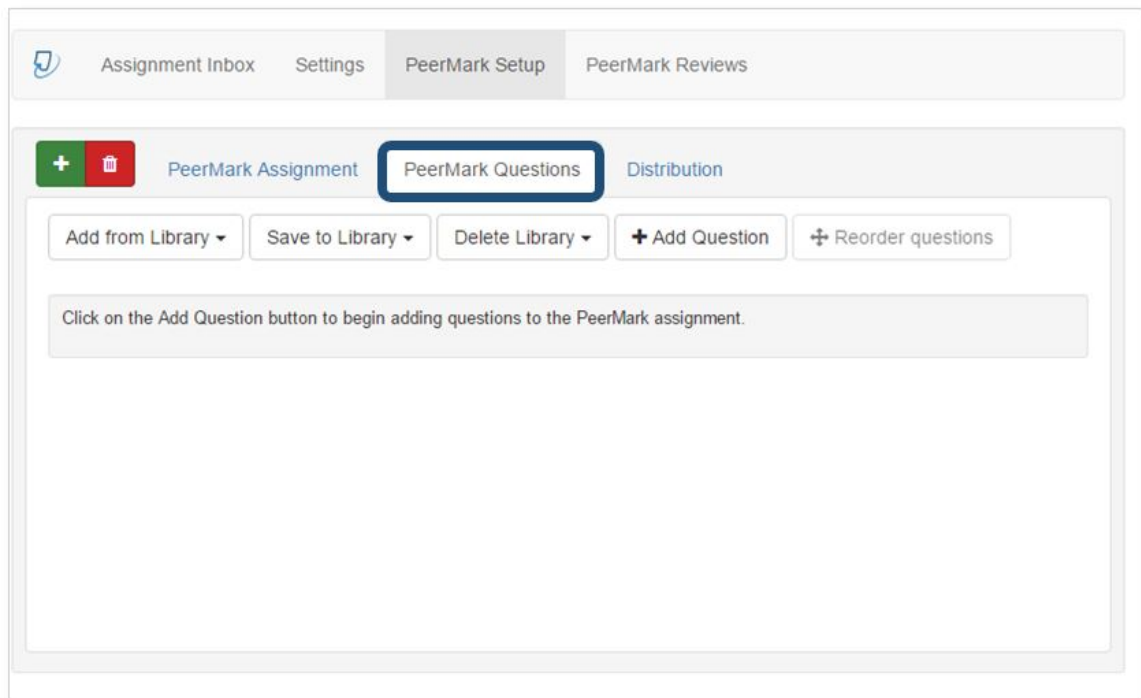 Assignment Inbox Settings PeerMark Setup PeerMark Reviews
PeerMark Assignment PeerMark Questions Distribution
Add from Library Save to Library Delete Library Add Question Reorder questions
Click on the Add Question button to begin adding questions to the PeerMark assignment.